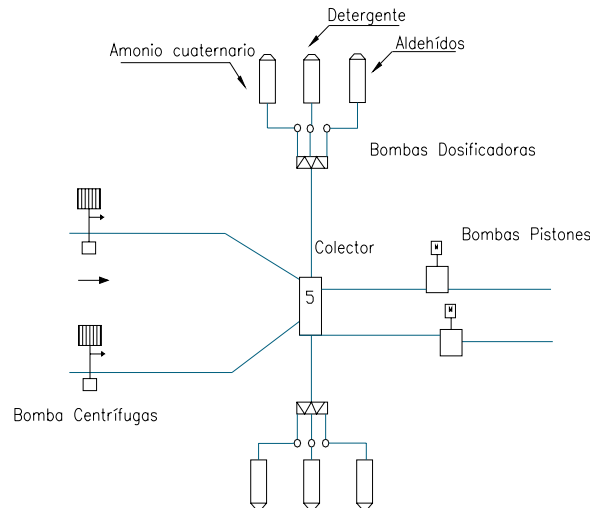 Detergente
Amonio cuaternario
Aldehídos
Bombas Dosificadoras
Bombas Pistones
Colector
M
5
M
Bomba Centrífugas